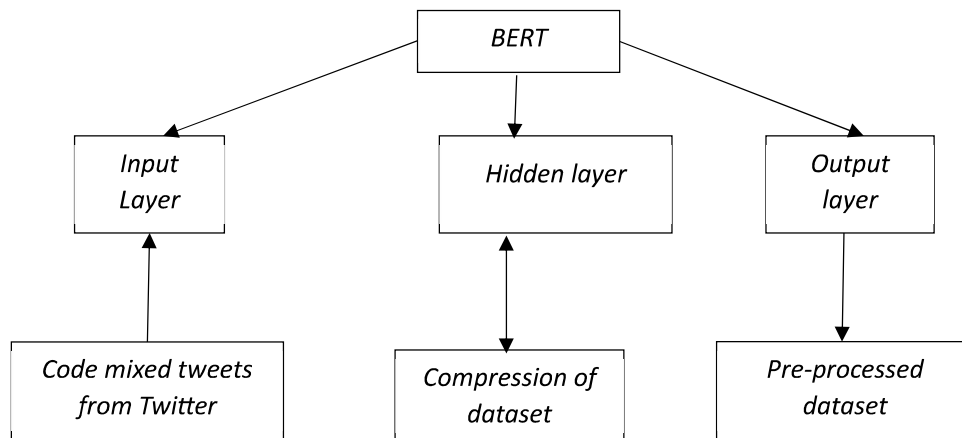 BERT
Input
Layer
Hidden layer
Output
layer
Code mixed tweets
from Twitter
Compression of
dataset
Pre-processed
dataset